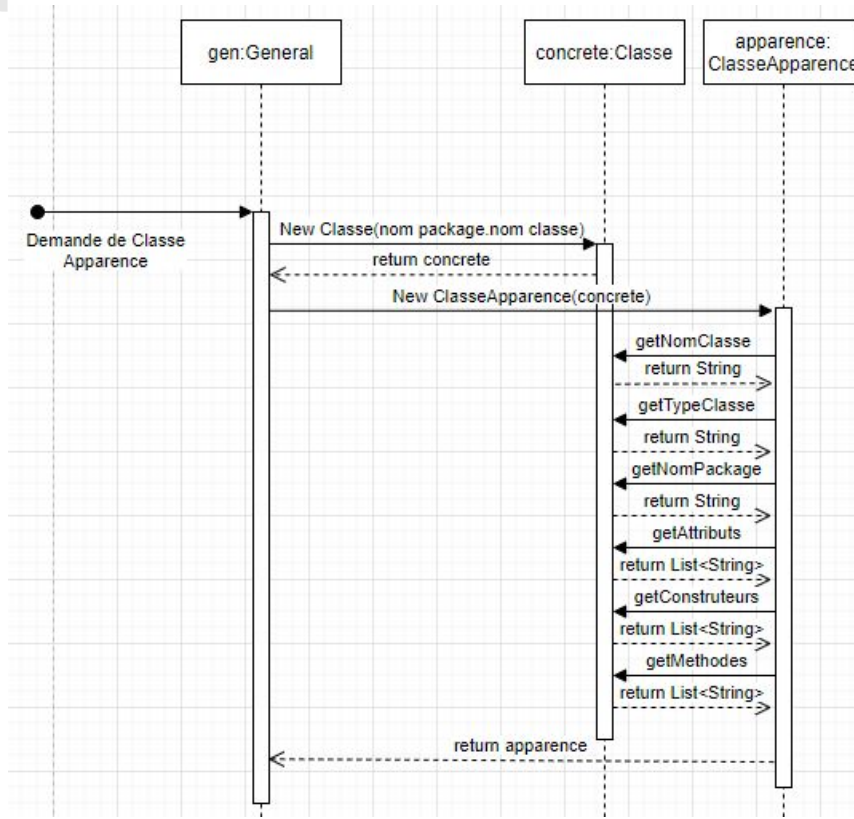 gen:General
concrete:Classe
apparence:
ClasseApparence
Demande de Classe
Apparence
New Classe(nom package.nom classe)
return concrete
New ClasseApparence(concrete)
getNomClasse
return String
getTypeClasse
return String
getNomPackage
return String
getAttributs
return List<String>
getConstruteurs
return List<String>
getMethodes
return List<String>
return apparence